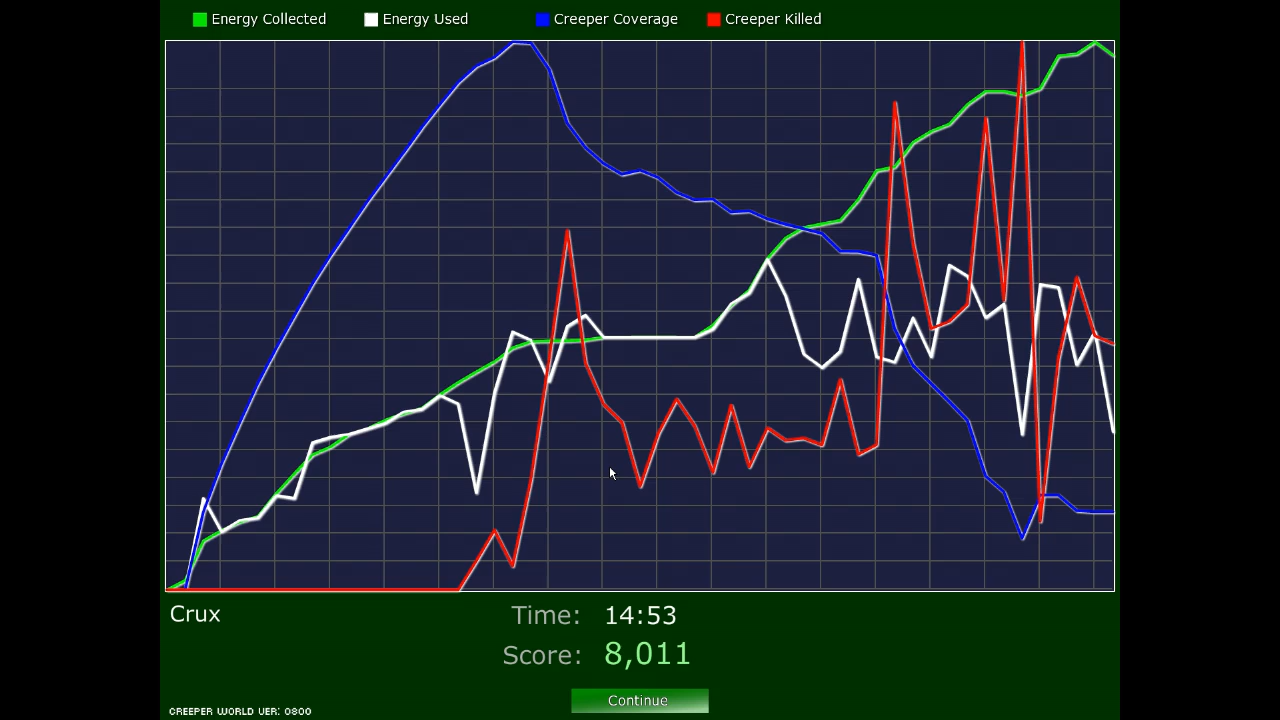 Energy Collected Energy Used Creeper Coverage Creeper Killed
Crux
Time: 14:53
Score: 8,011
Continue
CREEPER WORLD VER: 0800